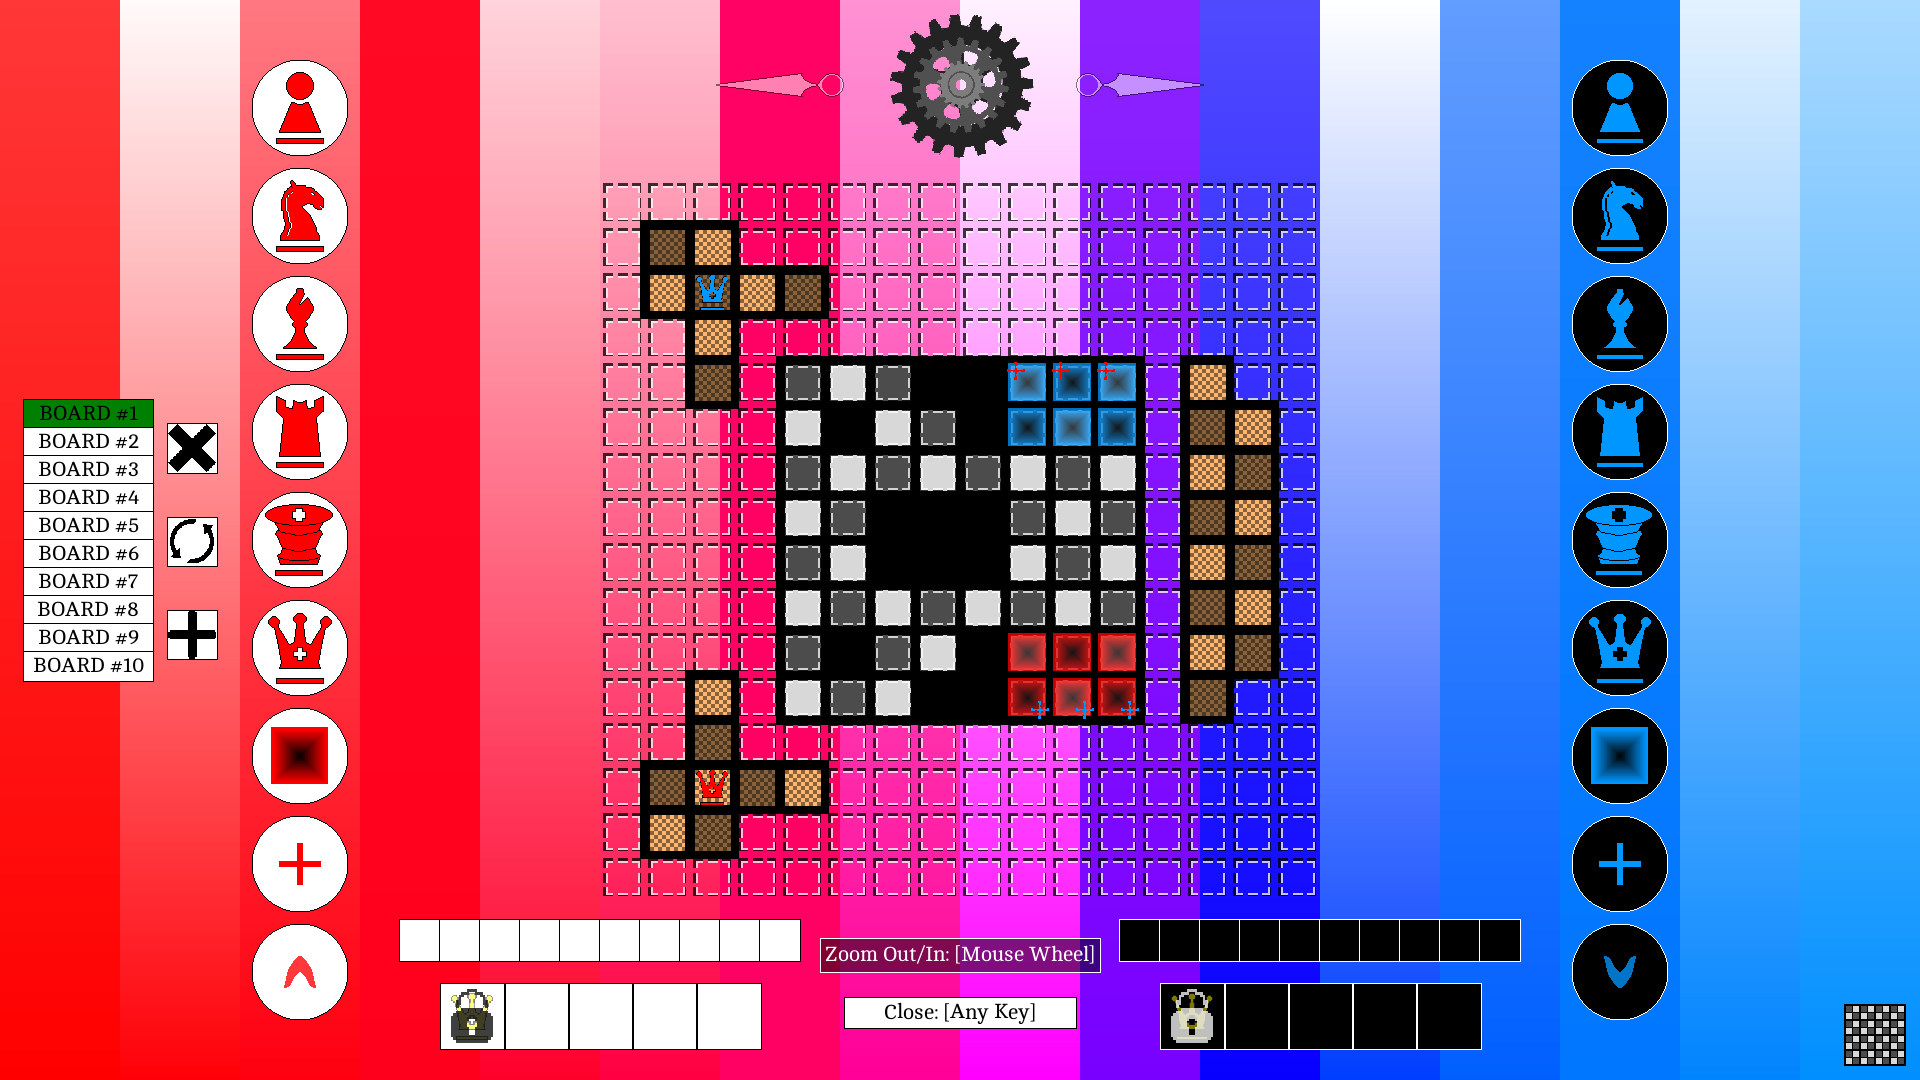 BOARD #1
BOARD #2
BOARD #3
BOARD #4
BOARD #5
BOARD #6
BOARD #7
BOARD #8
BOARD #9
BOARD #10
Zoom Out/In: [Mouse Wheel]
Close: [Any Key]